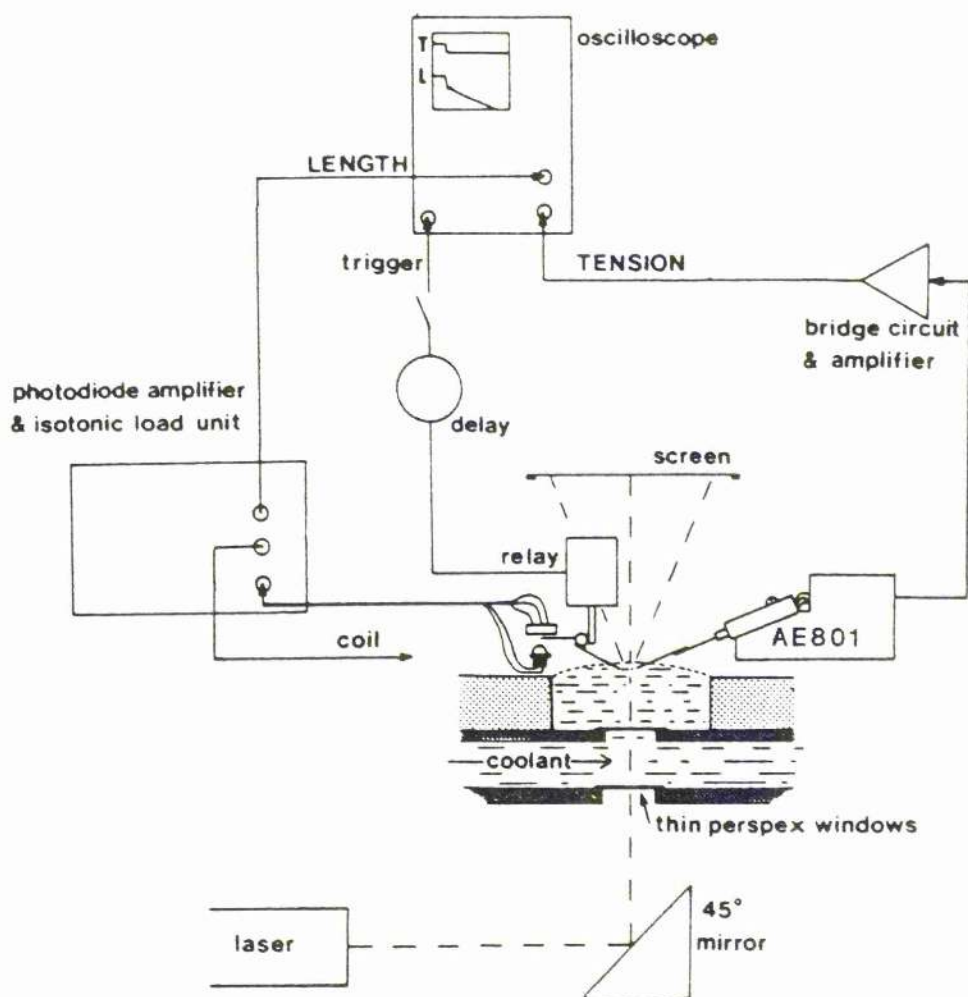 oscilloscope
T
L
LENGTH
trigger
TENSION
bridge circuit
& amplifier
photodiode amplifier
& isotonic load unit
delay
screen
relay
AE801
coil
coolant
thin perspex windows
laser
45°
mirror